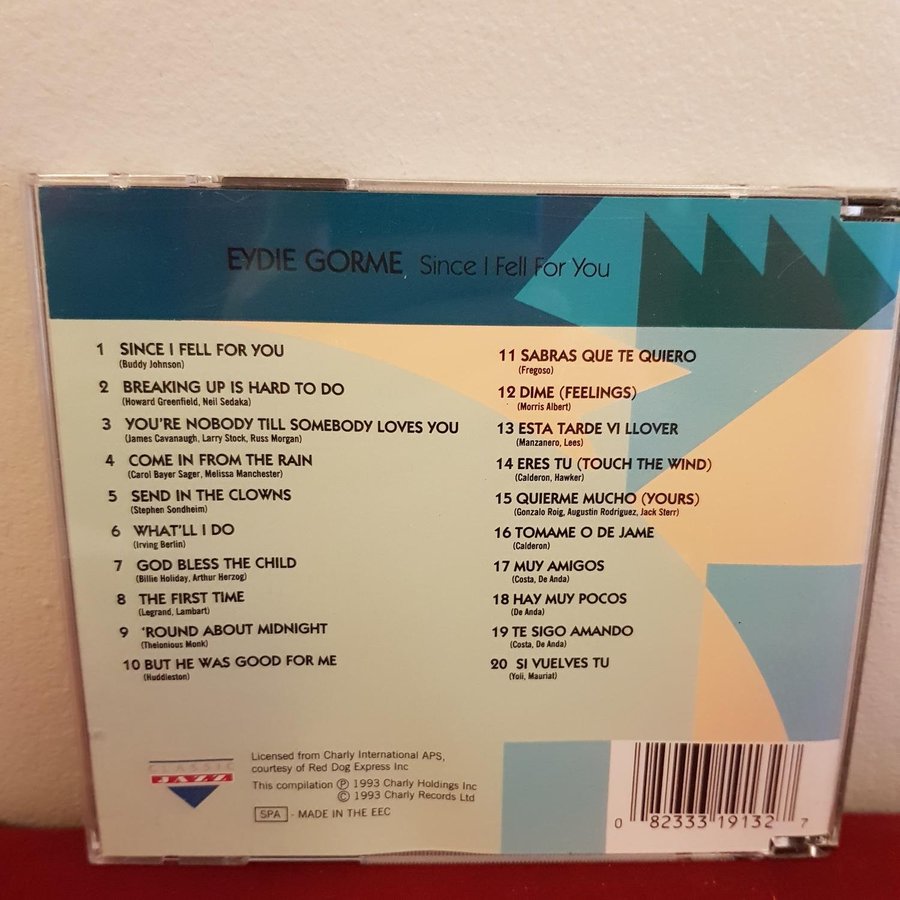 EYDIE GORME Since I Fell For You
1 SINCE I FELL FOR YOU
(Buddy Johnson)
2 BREAKING UP IS HARD TO DO
(Howard Greenfield, Neil Sedaka)
3 YOU'RE NOBODY TILL SOMEBODY LOVES YOU
(James Cavanaugh, Larry Stock, Russ Morgan)
4 COME IN FROM THE RAIN
(Carol Bayer Sager, Melissa Manchester)
5 SEND IN THE CLOWNS
(Stephen Sondheim)
6 WHAT'LL I DO
(Irving Berlin)
7 GOD BLESS THE CHILD
(Billie Holiday, Arthur Herzog)
8 THE FIRST TIME
(Legrand, Lambart)
9 'ROUND ABOUT MIDNIGHT
(Thelonious Monk)
10 BUT HE WAS GOOD FOR ME
(Huddleston)
11 SABRAS QUE TE QUIERO
(Fregoso)
12 DIME (FEELINGS)
(Morris Albert)
13 ESTA TARDE VI LLOVER
(Manzanero, Lees)
14 ERES TU (TOUCH THE WIND)
(Calderon, Hawker)
15 QUIERME MUCHO (YOURS)
(Gonzalo Roig, Augustin Rodriguez, Jack Sterr)
16 TOMAME O DE JAME
(Calderon)
17 MUY AMIGOS
(Costa, De Anda)
18 HAY MUY POCOS
(De Anda)
19 TE SIGO AMANDO
(Costa, De Anda)
20 SI VUELVES TU
(Yoli, Mauriat)
CLASSIC
JAZZ
Licensed from Charly International APS,
courtesy of Red Dog Express Inc
This compilation ℗ 1993 Charly Holdings Inc
© 1993 Charly Records Ltd
SPA - MADE IN THE EEC
0 82333 19132 7